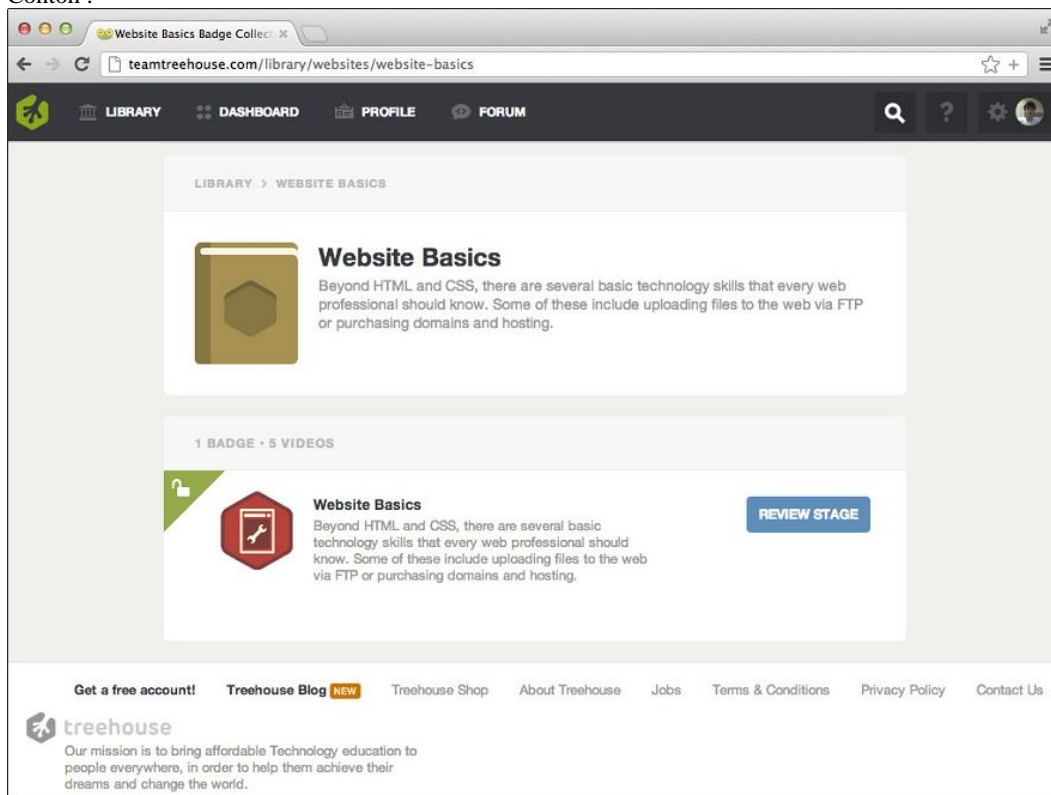 Contoh :
Website Basics Badge Collect
teamtreehouse.com/library/websites/website-basics
LIBRARY DASHBOARD PROFILE FORUM ?
LIBRARY > WEBSITE BASICS
Website Basics
Beyond HTML and CSS, there are several basic technology skills that every web
professional should know. Some of these include uploading files to the web via FTP
or purchasing domains and hosting.
1 BADGE • 5 VIDEOS
Website Basics
Beyond HTML and CSS, there are several basic
technology skills that every web professional should
know. Some of these include uploading files to the web
via FTP or purchasing domains and hosting.
REVIEW STAGE
Get a free account! Treehouse Blog NEW Treehouse Shop About Treehouse Jobs Terms & Conditions Privacy Policy Contact Us
treehouse
Our mission is to bring affordable Technology education to
people everywhere, in order to help them achieve their
dreams and change the world.